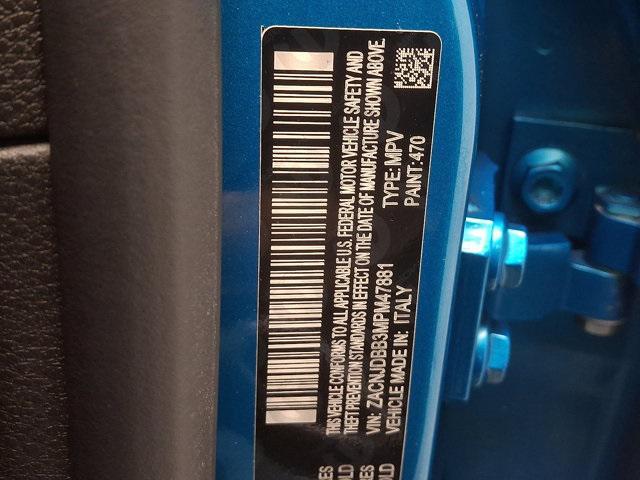 THIS VEHICLE CONFORMS TO ALL APPLICABLE U.S. FEDERAL MOTOR VEHICLE SAFETY AND
THEFT PREVENTION STANDARDS IN EFFECT ON THE DATE OF MANUFACTURE SHOWN ABOVE.
VIN: ZACNJDBB3MPM47881 TYPE: MPV
VEHICLE MADE IN: ITALY PAINT: 470